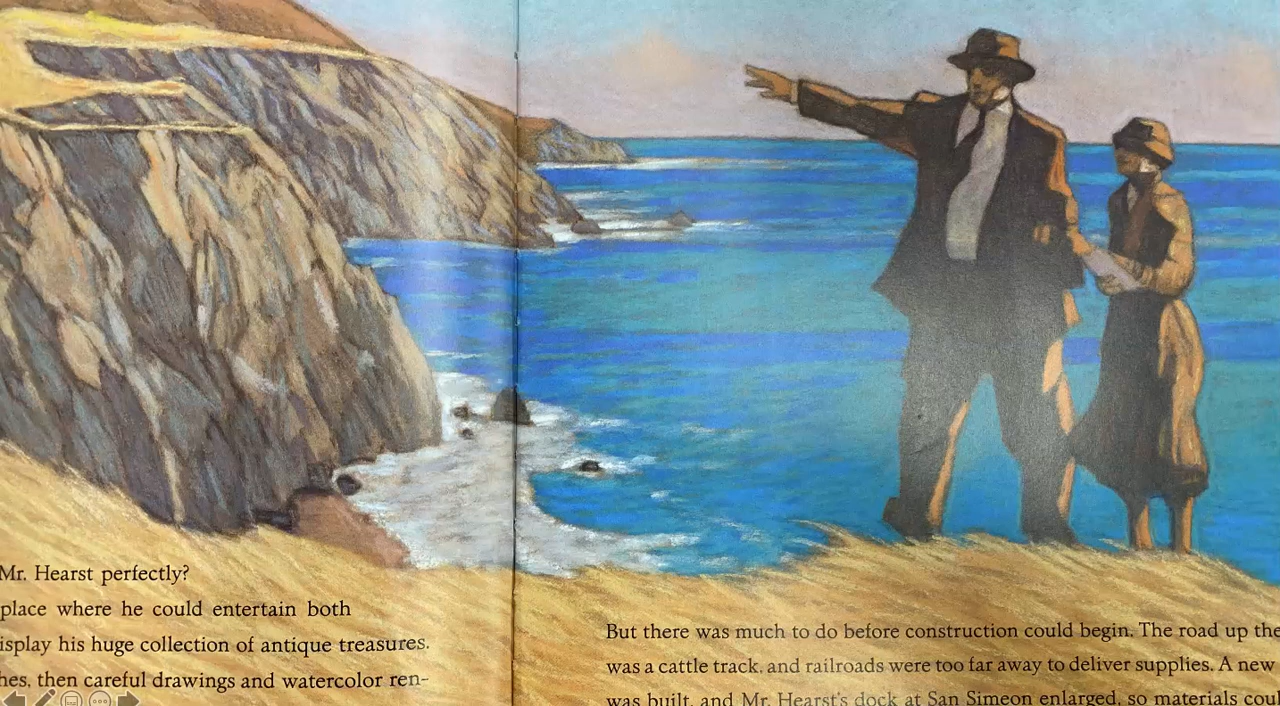 Mr. Hearst perfectly?
place where he could entertain both
isplay his huge collection of antique treasures.
hes, then careful drawings and watercolor ren-
But there was much to do before construction could begin. The road up the
was a cattle track, and railroads were too far away to deliver supplies. A new
was built, and Mr. Hearst's dock at San Simeon enlarged, so materials coul